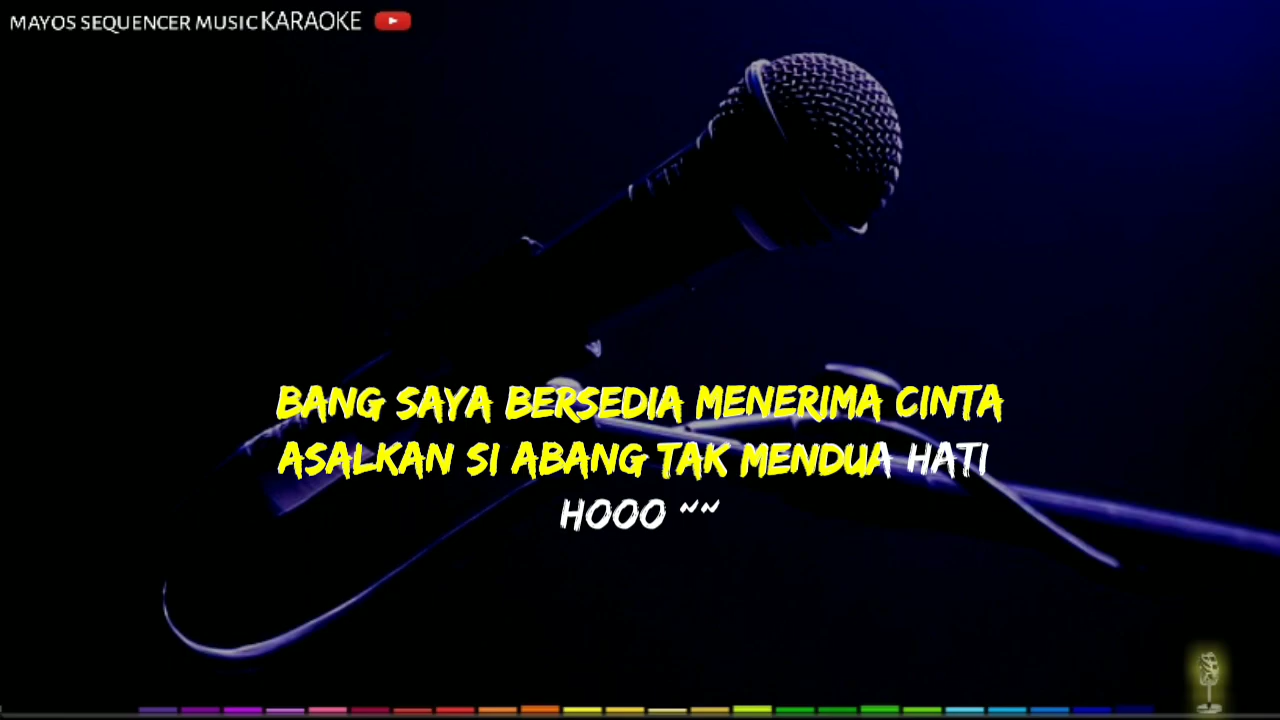 MAYOS SEQUENCER MUSIC KARAOKE
BANG SAYA BERSEDIA MENERIMA CINTA
ASALKAN SI ABANG TAK MENDUA HATI
HOOO ~~